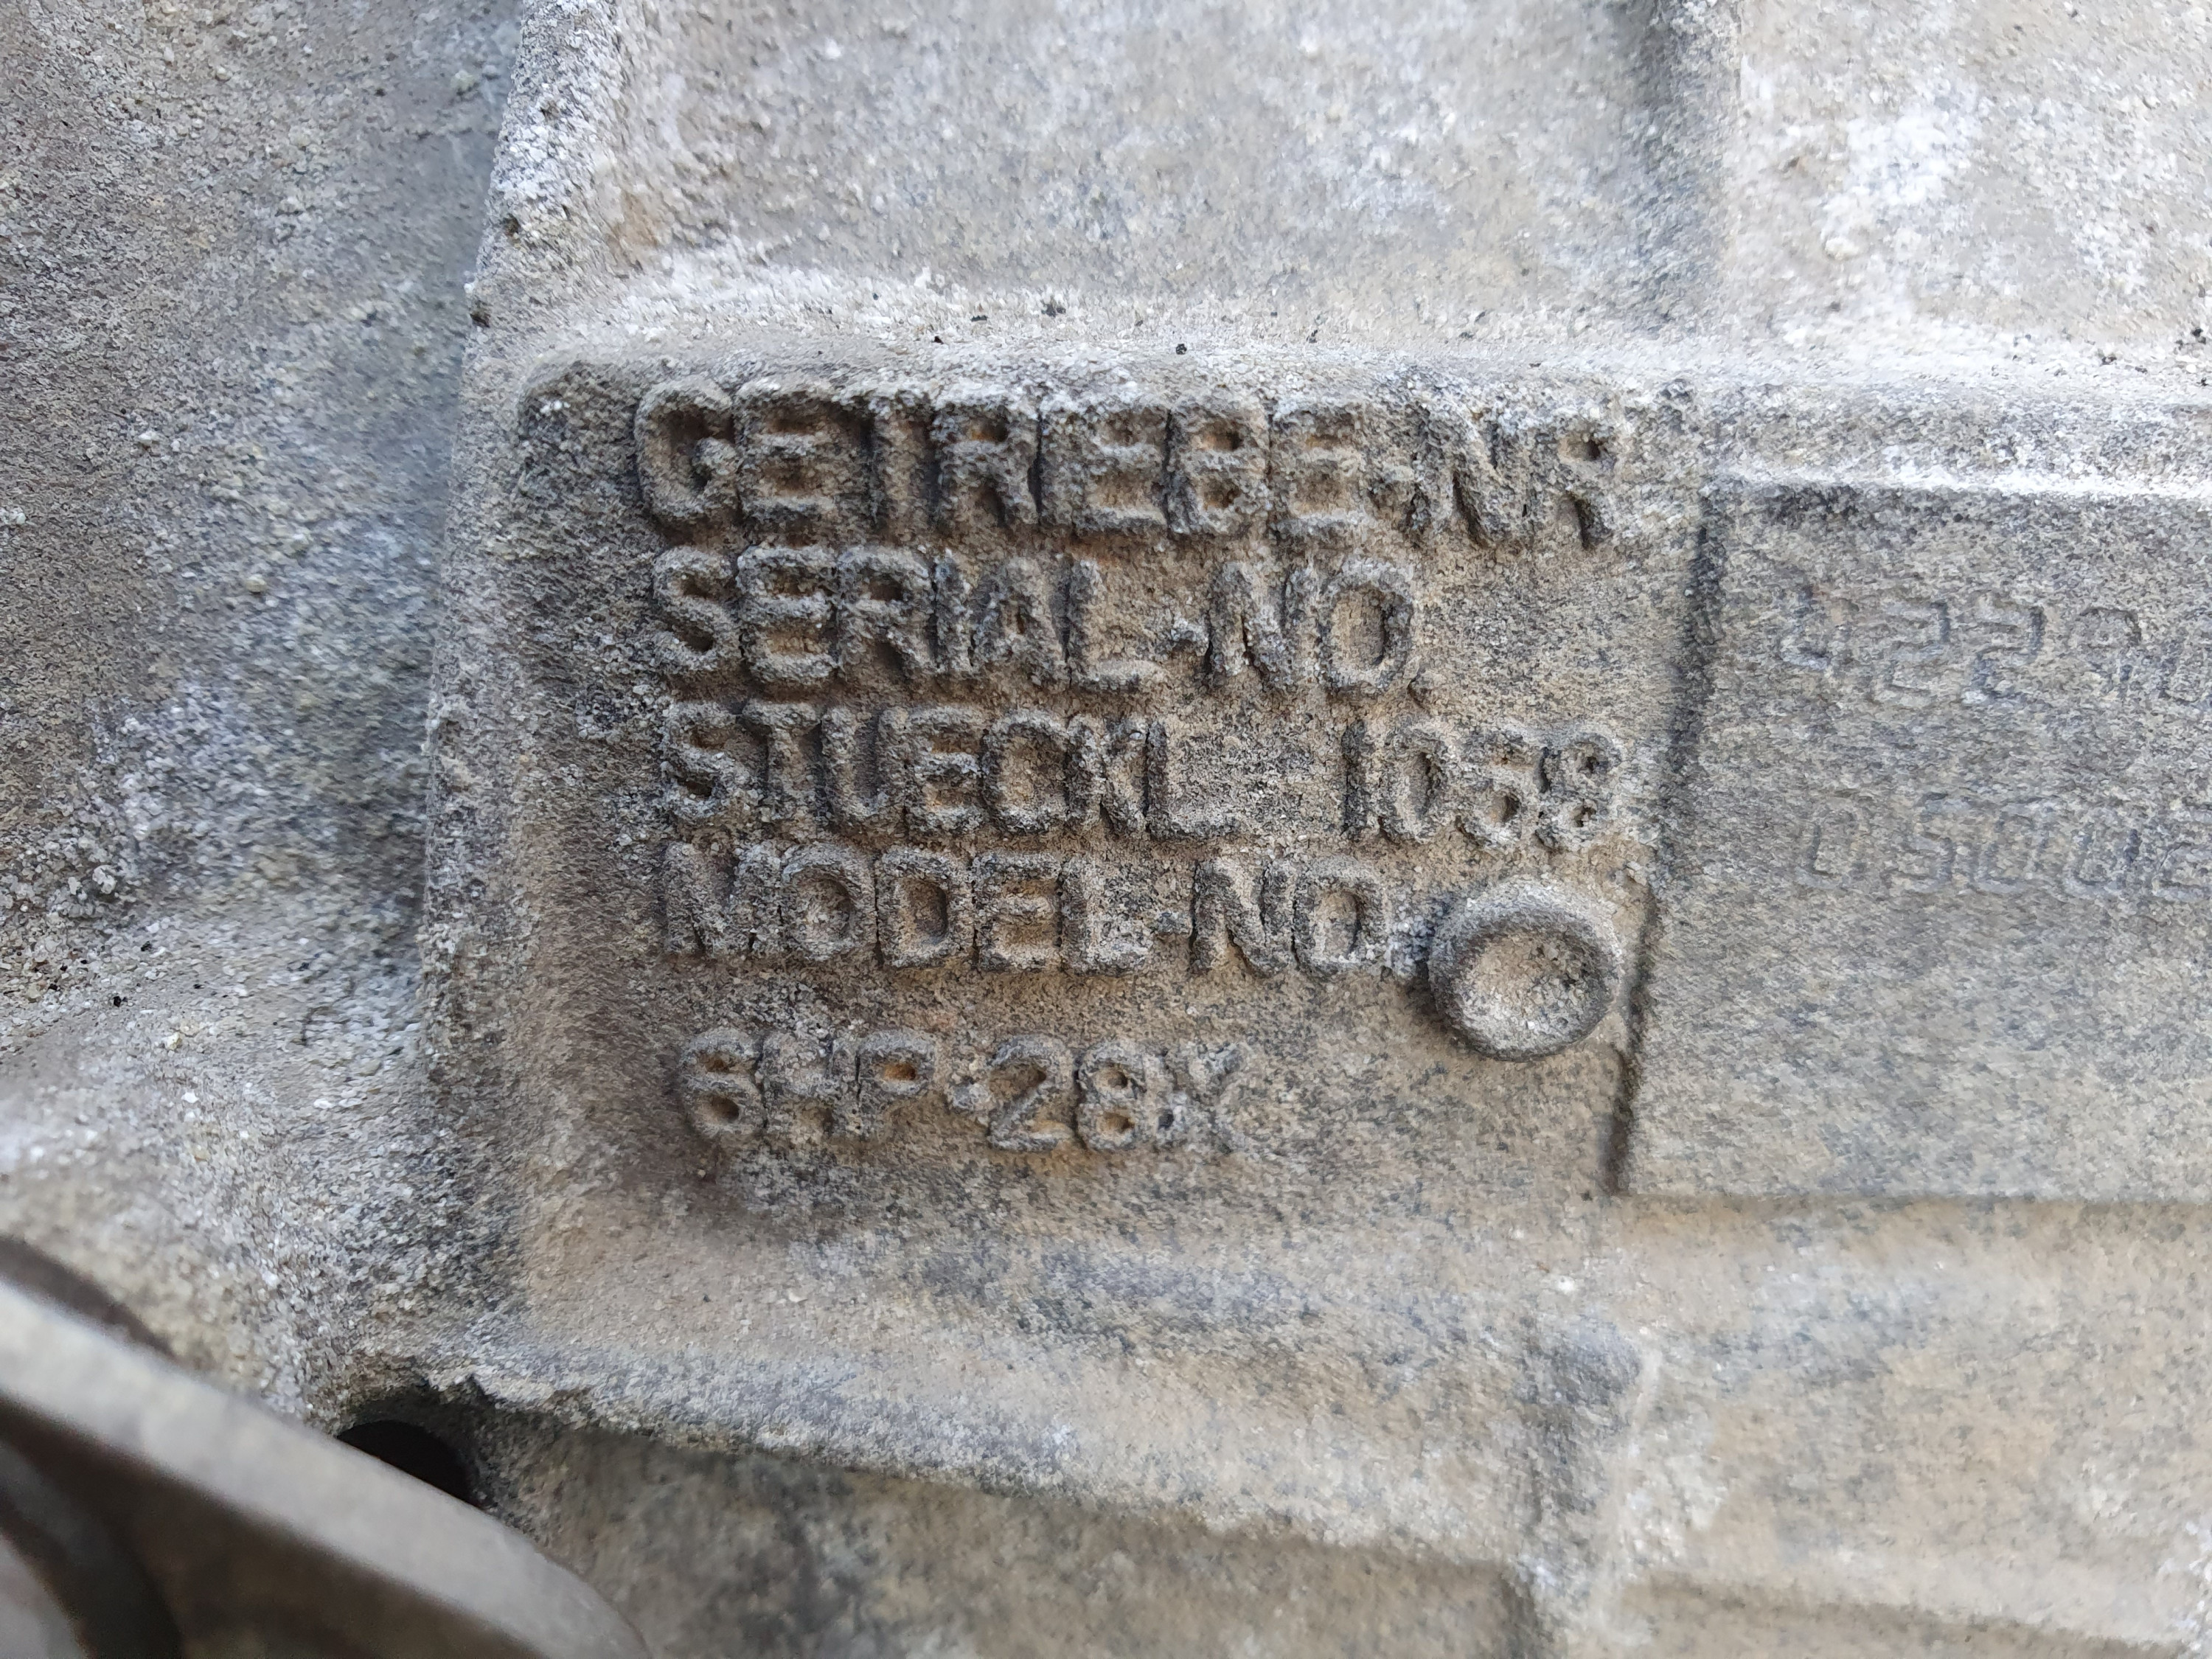 GETRIEBE-NR
SERIAL-NO.
STUECKL-1058
MODEL-NO.
6HP-28X